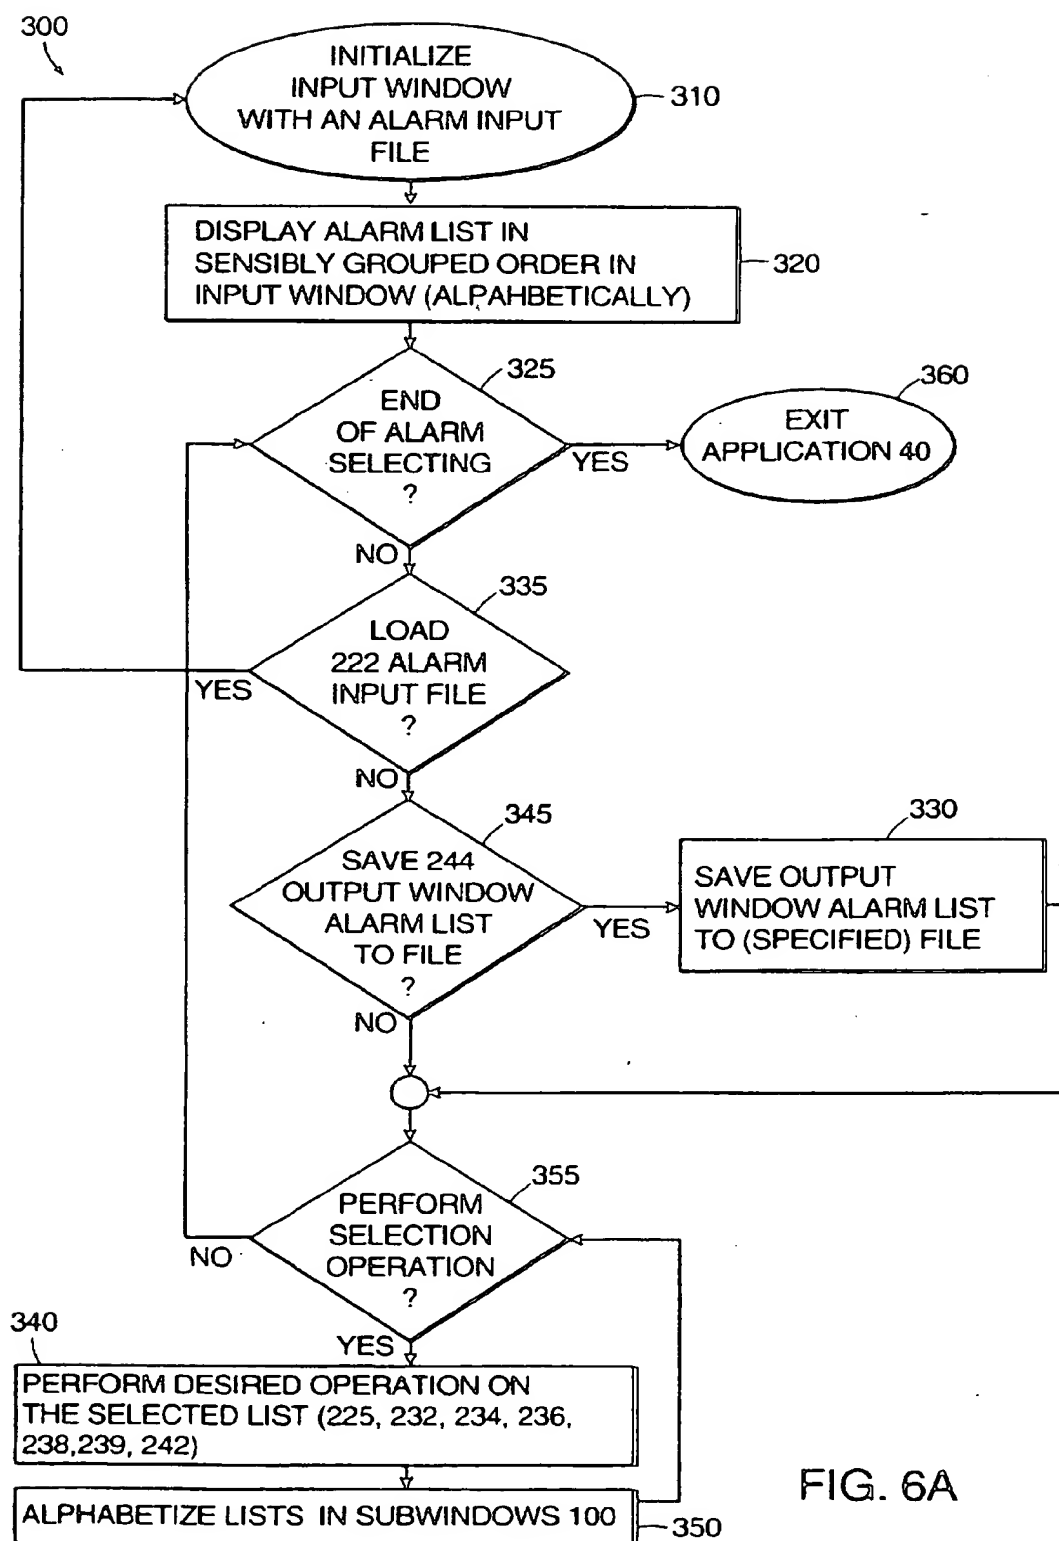 300
INITIALIZE
INPUT WINDOW
WITH AN ALARM INPUT
FILE
310
DISPLAY ALARM LIST IN
SENSIBLY GROUPED ORDER IN
INPUT WINDOW (ALPAHBETICALLY)
320
325
END
OF ALARM
SELECTING
?
YES
360
EXIT
APPLICATION 40
NO
335
LOAD
222 ALARM
INPUT FILE
?
YES
NO
345
SAVE 244
OUTPUT WINDOW
ALARM LIST
TO FILE
?
YES
330
SAVE OUTPUT
WINDOW ALARM LIST
TO (SPECIFIED) FILE
NO
355
PERFORM
SELECTION
OPERATION
?
NO
YES
340
PERFORM DESIRED OPERATION ON
THE SELECTED LIST (225, 232, 234, 236,
238,239, 242)
ALPHABETIZE LISTS IN SUBWINDOWS 100
350
FIG. 6A